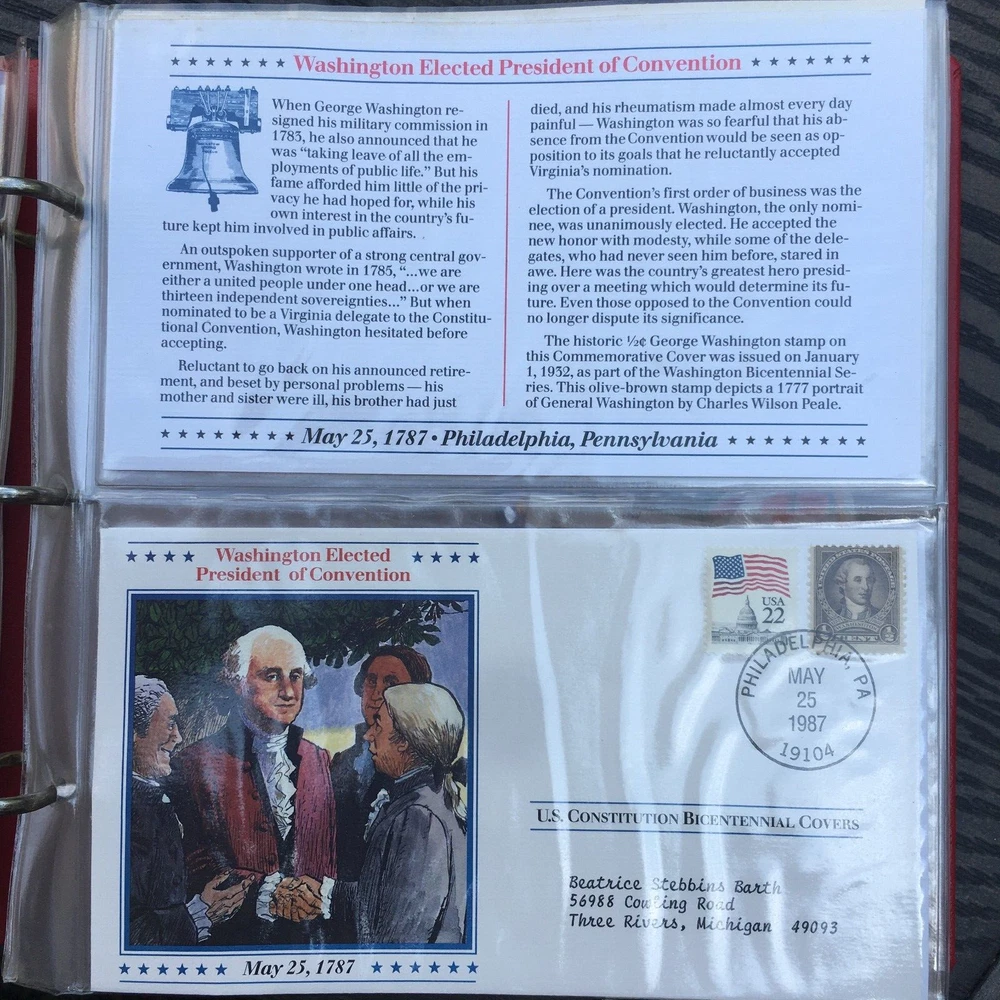 Washington Elected President of Convention
When George Washington re-
signed his military commission in
1783, he also announced that he
was “taking leave of all the em-
ployments of public life.” But his
fame afforded him little of the pri-
vacy he had hoped for, while his
own interest in the country’s fu-
ture kept him involved in public affairs.
An outspoken supporter of a strong central gov-
ernment, Washington wrote in 1785, “...we are
either a united people under one head...or we are
thirteen independent sovereignties...” But when
nominated to be a Virginia delegate to the Constitu-
tional Convention, Washington hesitated before
accepting.
Reluctant to go back on his announced retire-
ment, and beset by personal problems — his
mother and sister were ill, his brother had just
died, and his rheumatism made almost every day
painful — Washington was so fearful that his ab-
sence from the Convention would be seen as op-
position to its goals that he reluctantly accepted
Virginia’s nomination.
The Convention’s first order of business was the
election of a president. Washington, the only nomi-
nee, was unanimously elected. He accepted the
new honor with modesty, while some of the dele-
gates, who had never seen him before, stared in
awe. Here was the country’s greatest hero presid-
ing over a meeting which would determine its fu-
ture. Even those opposed to the Convention could
no longer dispute its significance.
The historic ½¢ George Washington stamp on
this Commemorative Cover was issued on January
1, 1932, as part of the Washington Bicentennial Se-
ries. This olive-brown stamp depicts a 1777 portrait
of General Washington by Charles Wilson Peale.
May 25, 1787 • Philadelphia, Pennsylvania
Washington Elected
President of Convention
May 25, 1787
USA
22
UNITED STATES POSTAGE
WASHINGTON
½ ½
PHILADELPHIA, PA
MAY
25
1987
19104
U.S. CONSTITUTION BICENTENNIAL COVERS
Beatrice Stebbins Barth
56988 Cowling Road
Three Rivers, Michigan 49093